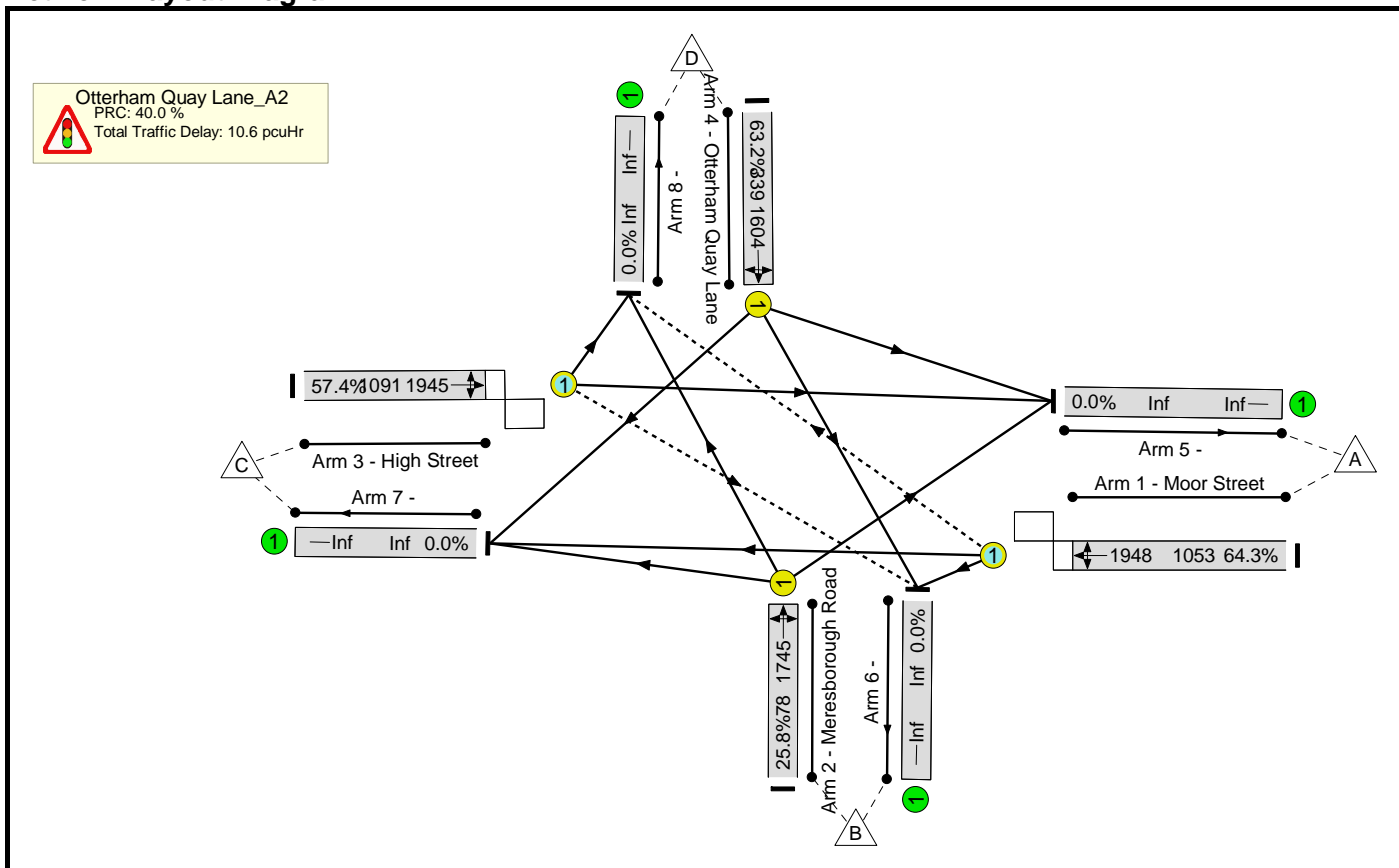 Otterham Quay Lane_A2
PRC: 40.0 %
Total Traffic Delay: 10.6 pcuHr
D
1
0.0% Inf Inf
Arm 8 -
Arm 4 - Otterham Quay Lane
63.2% 339 1604
1
57.4% 1091 1945
1
Arm 3 - High Street
C
Arm 7 -
1
Inf Inf 0.0%
0.0% Inf Inf
1
Arm 5 -
A
Arm 1 - Moor Street
1
1948 1053 64.3%
1
25.8% 78 1745
Arm 2 - Meresborough Road
Arm 6 -
Inf Inf 0.0%
1
B